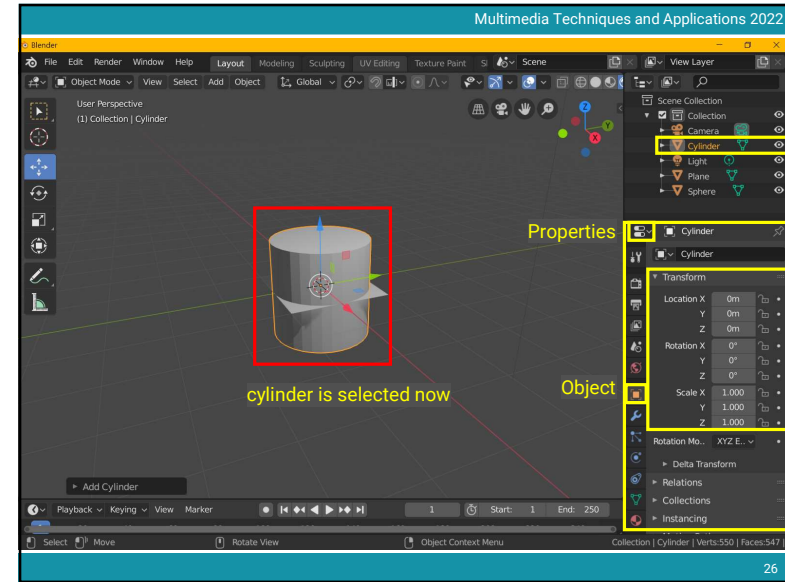 Multimedia Techniques and Applications 2022
Blender
File Edit Render Window Help Layout Modeling Sculpting UV Editing Texture Paint S Scene View Layer
Object Mode View Select Add Object Global
User Perspective
(1) Collection | Cylinder
Scene Collection
Collection
Camera
Cylinder
Light
Plane
Sphere
Properties
Cylinder
Cylinder
Transform
Location X 0m
Y 0m
Z 0m
Rotation X 0°
Y 0°
Z 0°
Object
Scale X 1.000
Y 1.000
Z 1.000
cylinder is selected now
Rotation Mo.. XYZ E..
Delta Transform
Relations
Collections
Instancing
Add Cylinder
Playback Keying View Marker 1 Start: 1 End: 250
Select Move Rotate View Object Context Menu Collection | Cylinder | Verts:550 | Faces:547 |
26